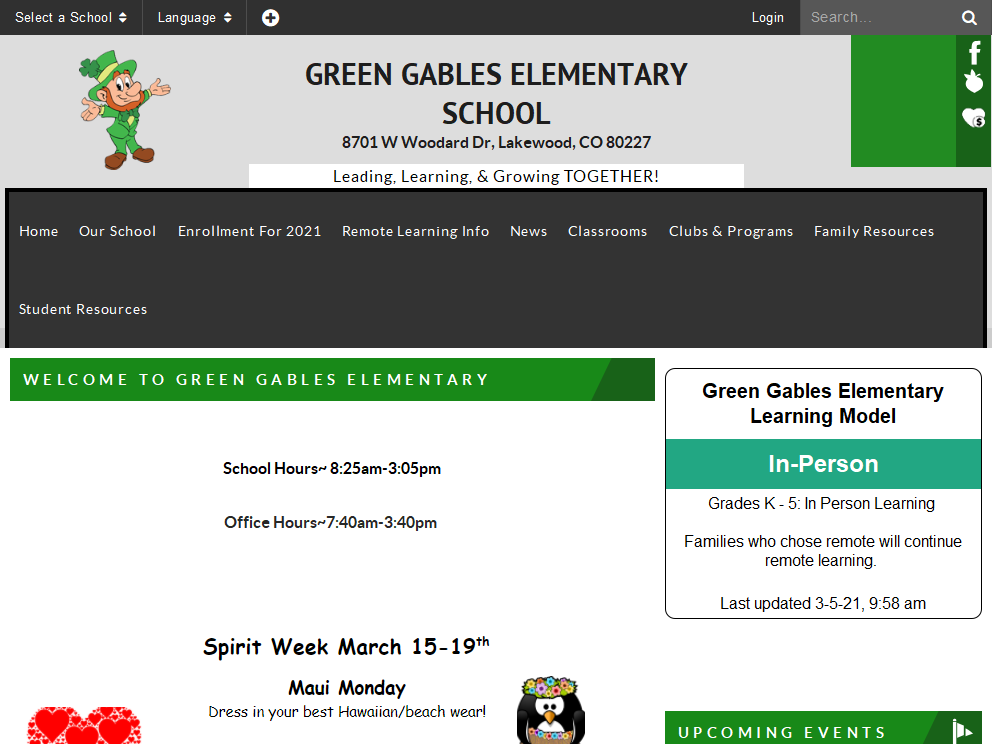 Select a School
Language
Login
Search...
GREEN GABLES ELEMENTARY
SCHOOL
8701 W Woodard Dr, Lakewood, CO 80227
Leading, Learning, & Growing TOGETHER!
Home Our School Enrollment For 2021 Remote Learning Info News Classrooms Clubs & Programs Family Resources
Student Resources
WELCOME TO GREEN GABLES ELEMENTARY
School Hours~ 8:25am-3:05pm
Office Hours~7:40am-3:40pm
Spirit Week March 15-19th
Maui Monday
Dress in your best Hawaiian/beach wear!
Green Gables Elementary
Learning Model
In-Person
Grades K - 5: In Person Learning
Families who chose remote will continue
remote learning.
Last updated 3-5-21, 9:58 am
UPCOMING EVENTS